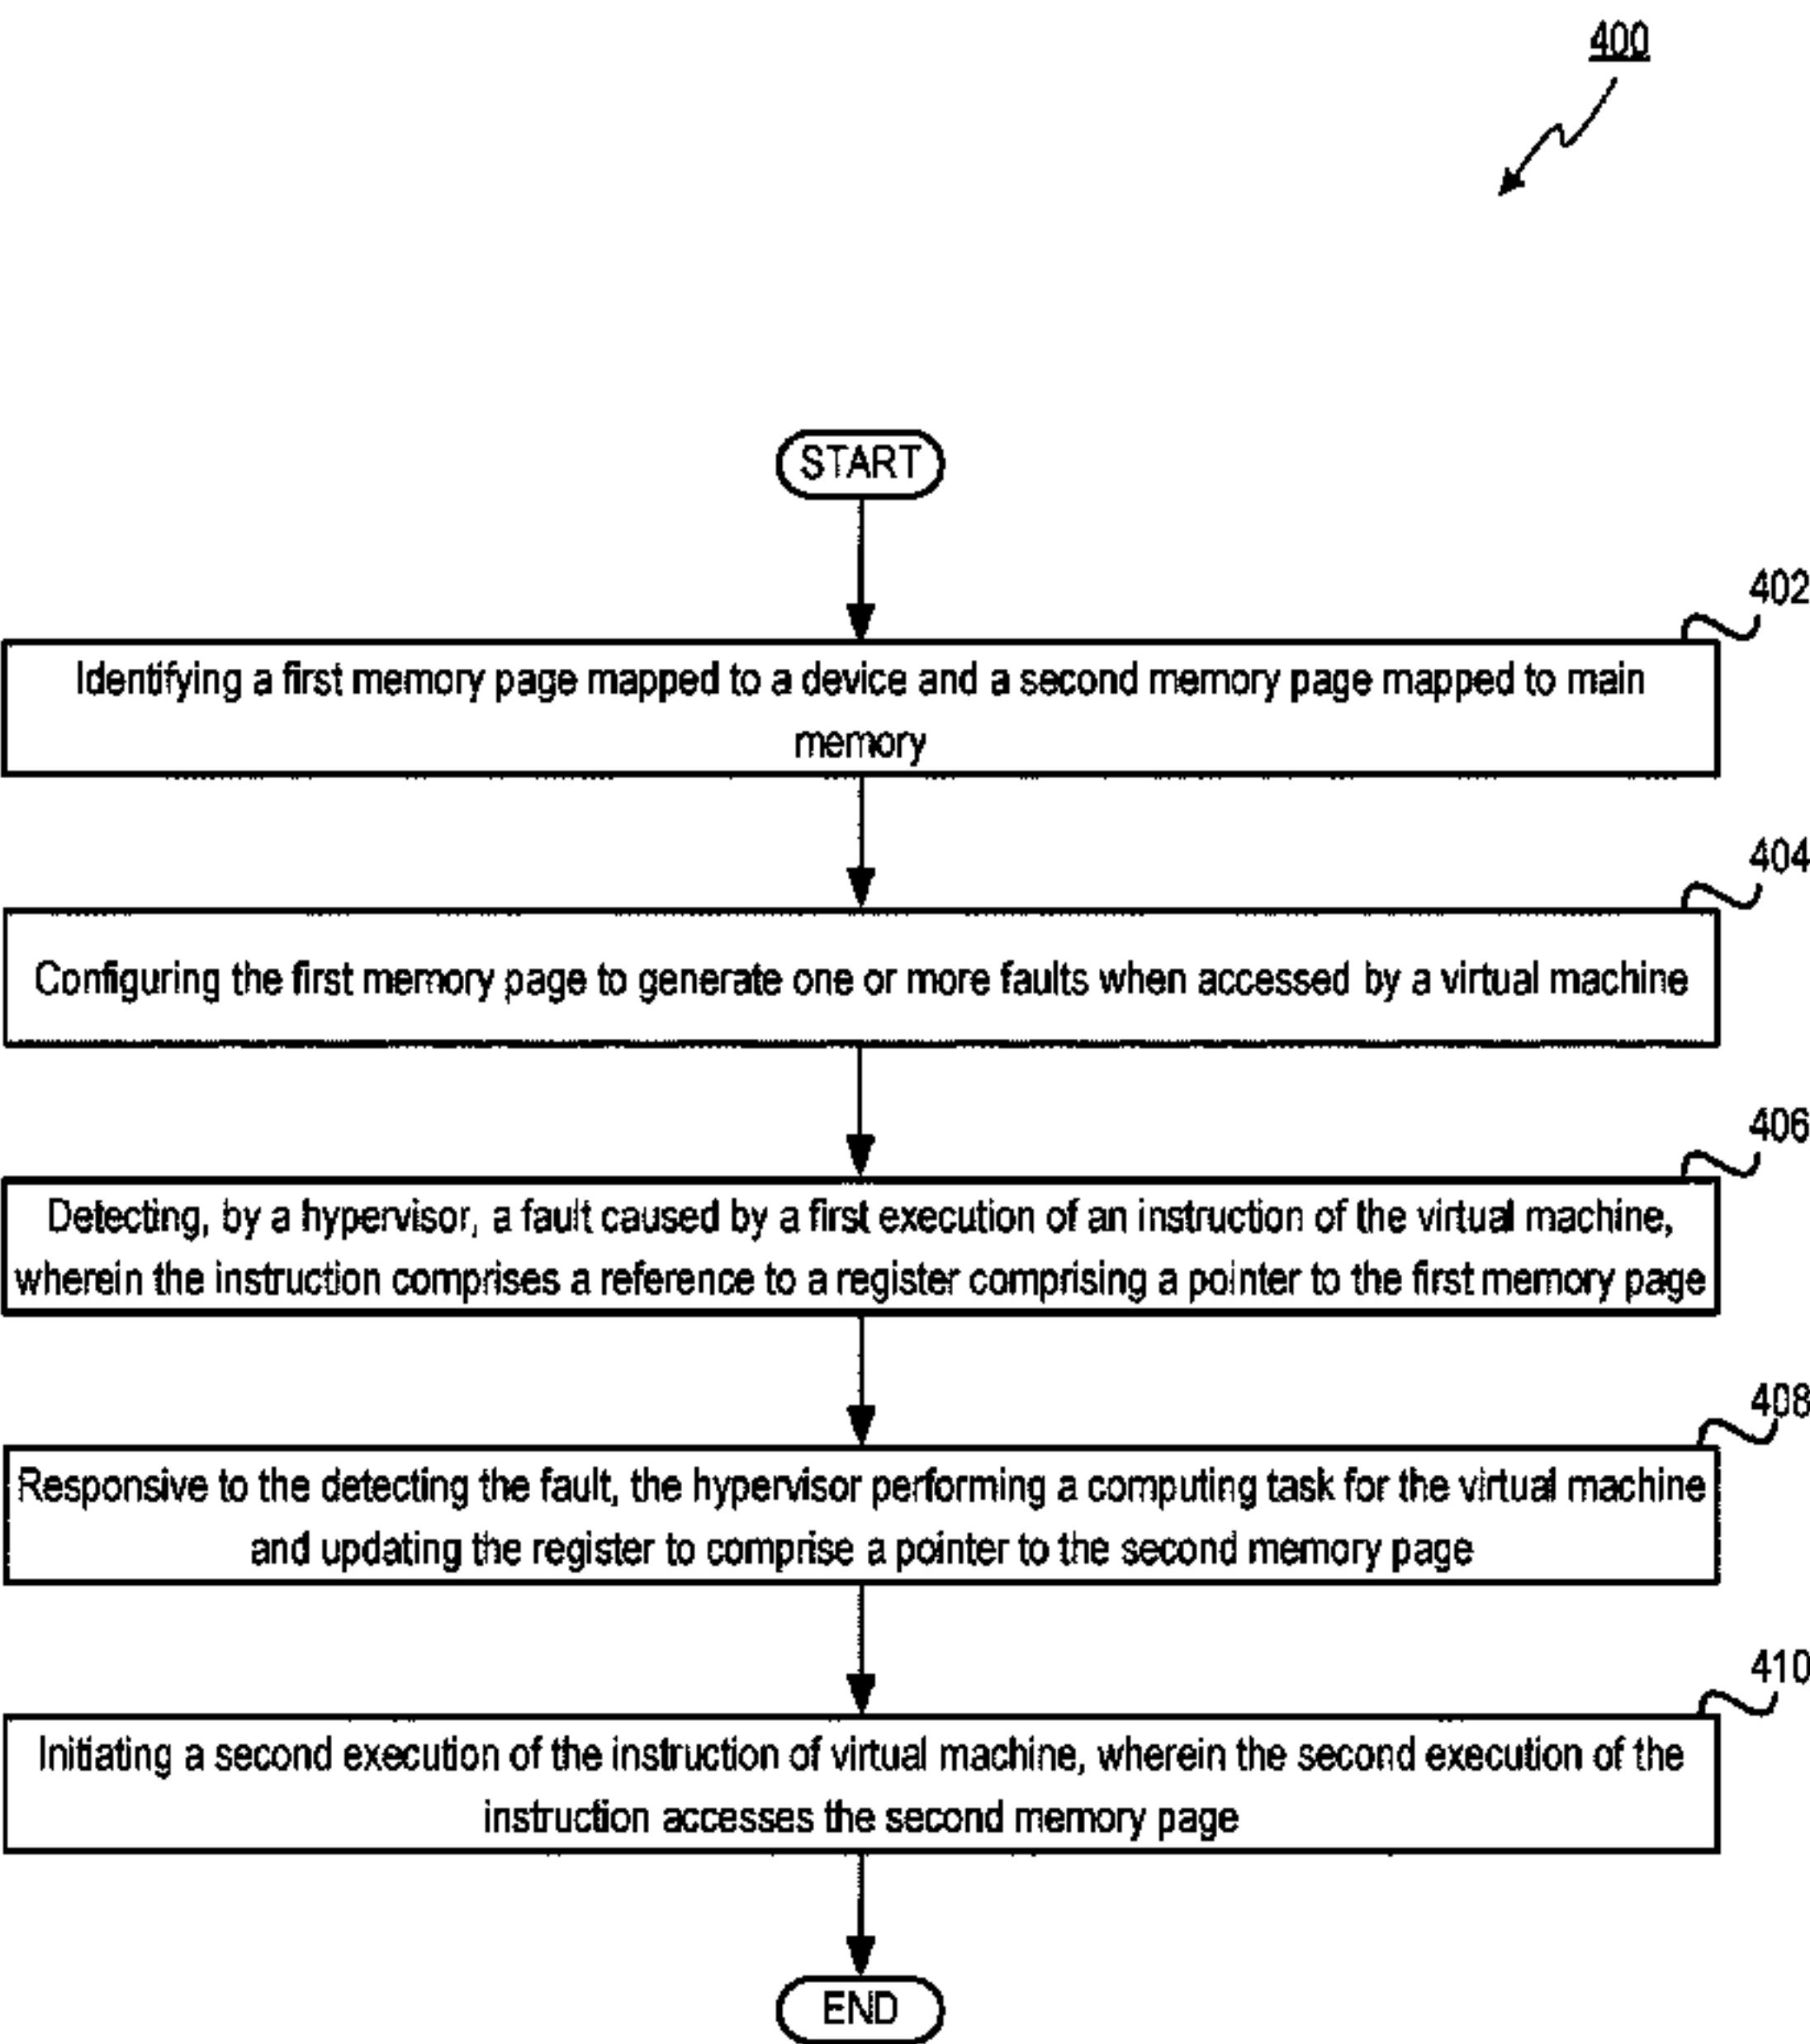 400
START
402
Identifying a first memory page mapped to a device and a second memory page mapped to main
memory
404
Configuring the first memory page to generate one or more faults when accessed by a virtual machine
406
Detecting, by a hypervisor, a fault caused by a first execution of an instruction of the virtual machine,
wherein the instruction comprises a reference to a register comprising a pointer to the first memory page
408
Responsive to the detecting the fault, the hypervisor performing a computing task for the virtual machine
and updating the register to comprise a pointer to the second memory page
410
Initiating a second execution of the instruction of virtual machine, wherein the second execution of the
instruction accesses the second memory page
END